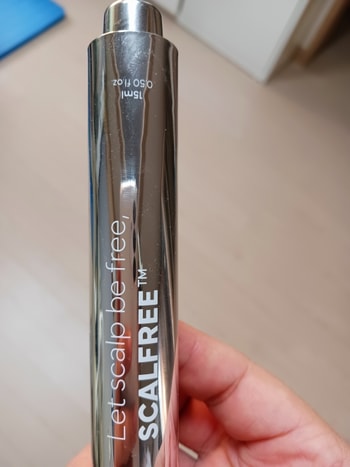 Let scalp be free,
SCALFREE™
15ml
0.50 fl.oz